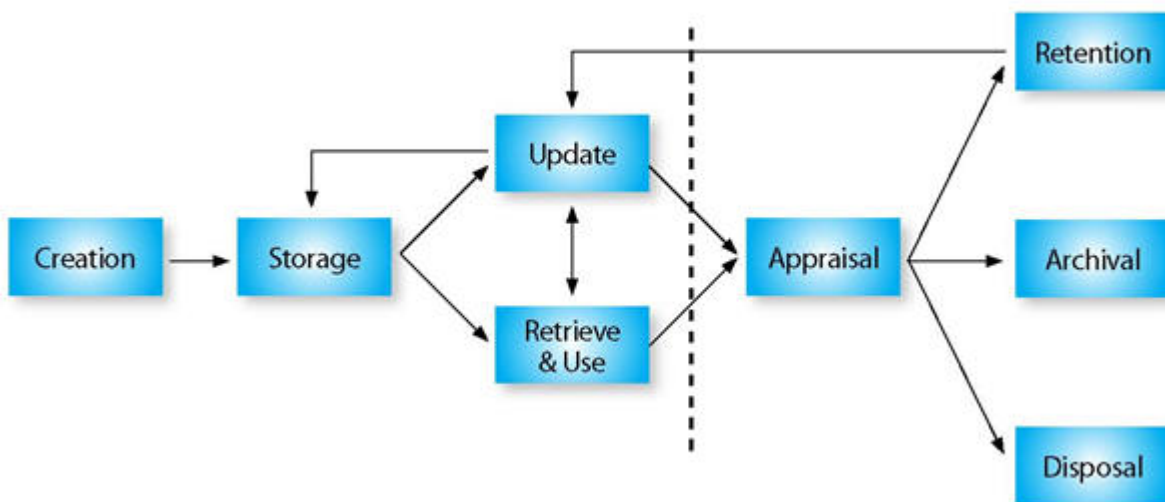 Retention
Update
Creation
Storage
Appraisal
Archival
Retrieve
& Use
Disposal